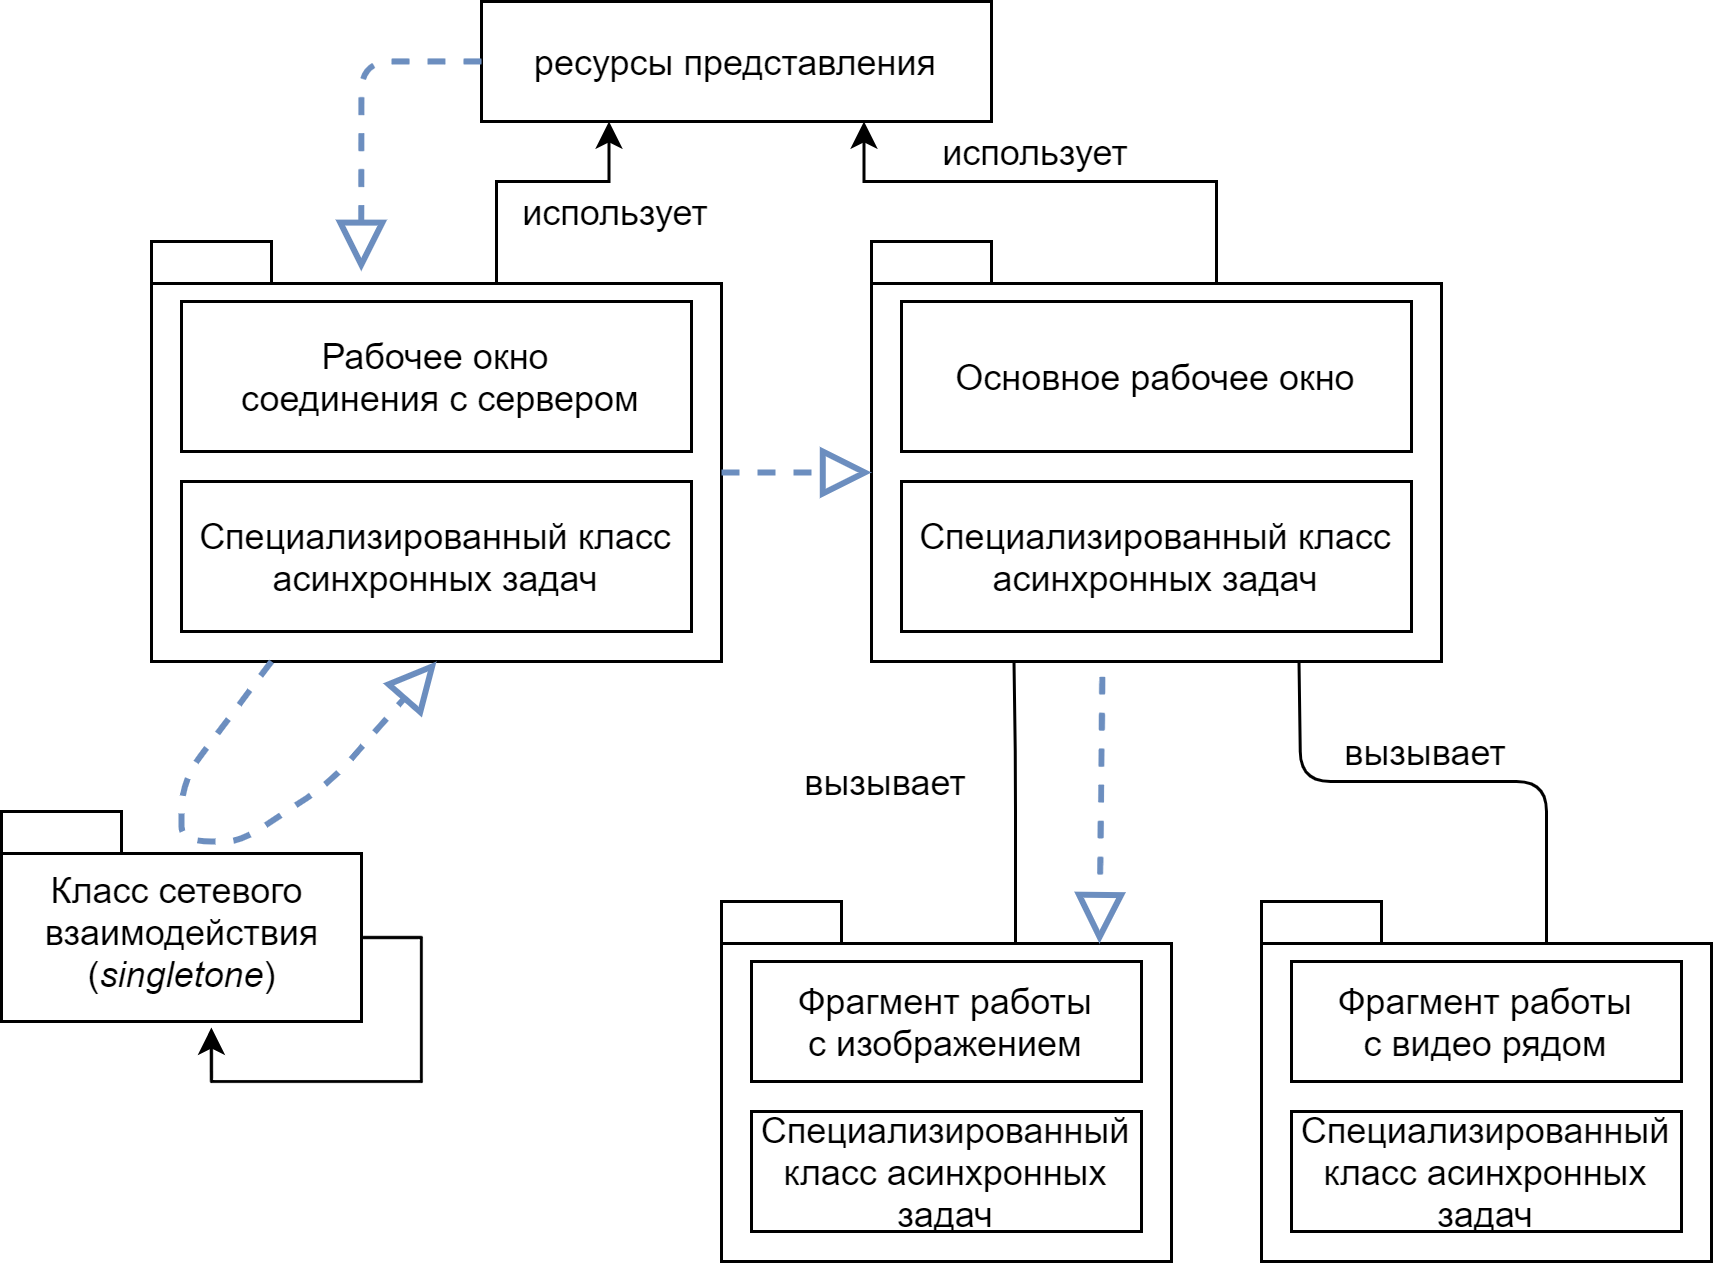 ресурсы представления
использует
использует
Рабочее окно
соединения с сервером
Специализированный класс
асинхронных задач
Основное рабочее окно
Специализированный класс
асинхронных задач
вызывает
вызывает
Класс сетевого
взаимодействия
(singletone)
Фрагмент работы
с изображением
Специализированный
класс асинхронных
задач
Фрагмент работы
с видео рядом
Специализированный
класс асинхронных
задач